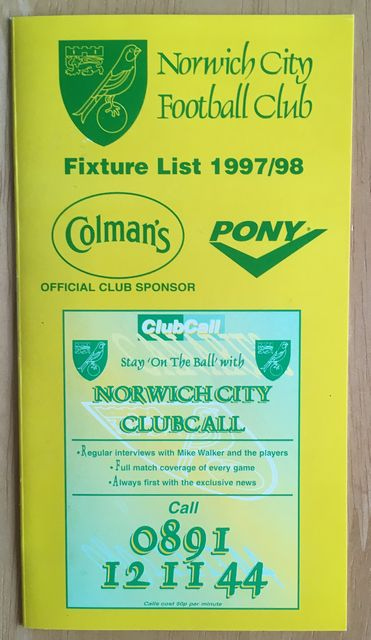 Norwich City
Football Club
Fixture List 1997/98
Colman's
PONY
OFFICIAL CLUB SPONSOR
ClubCall
Stay 'On The Ball' with
NORWICH CITY
CLUBCALL
• Regular interviews with Mike Walker and the players
• Full match coverage of every game
• Always first with the exclusive news
Call
0891
12 11 44
Calls cost 50p per minute